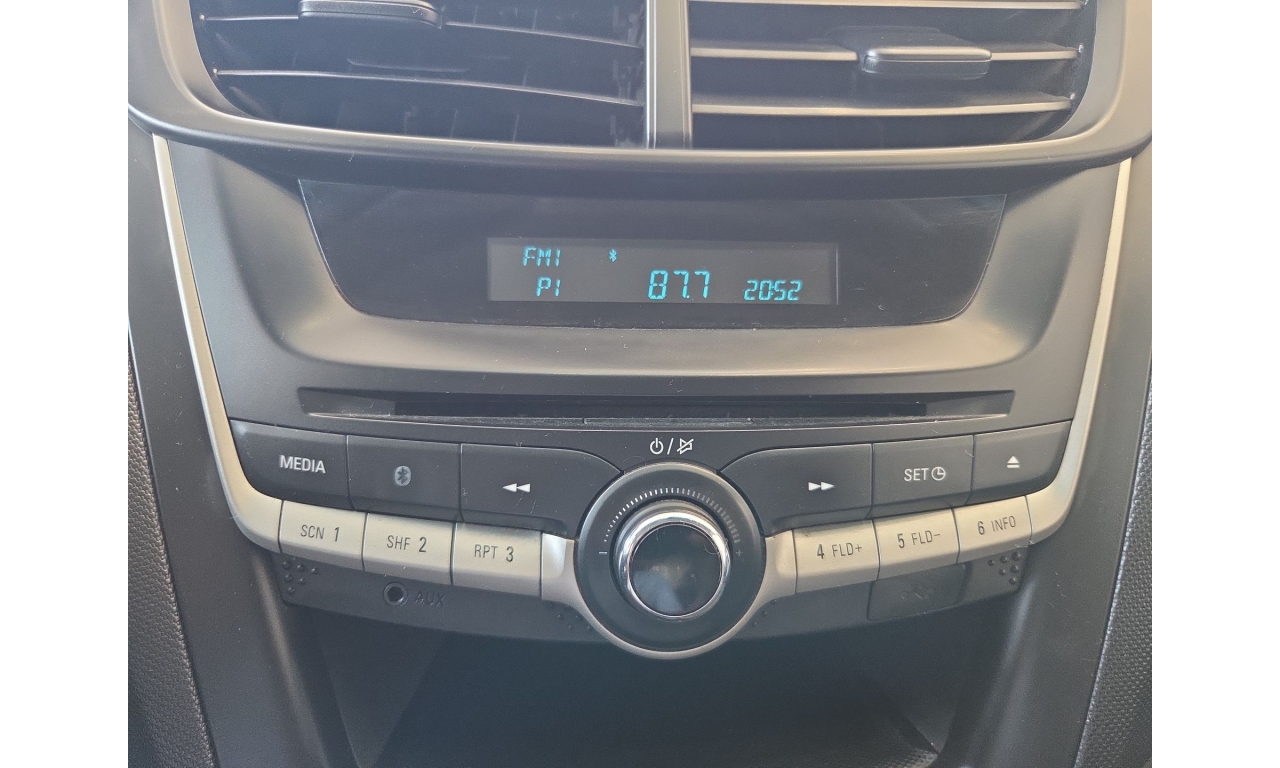 FM1
P1 87.7 20:52
MEDIA
SET
SCN 1
SHF 2
RPT 3
4 FLD+
5 FLD-
6 INFO
AUX